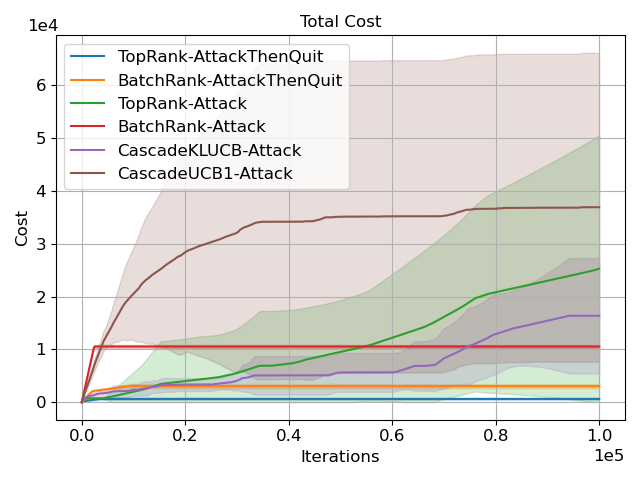 Total Cost
1e4
TopRank-AttackThenQuit
BatchRank-AttackThenQuit
TopRank-Attack
BatchRank-Attack
CascadeKLUCB-Attack
CascadeUCB1-Attack
6
5
4
3
2
1
0
Cost
0.0 0.2 0.4 0.6 0.8 1.0
1e5
Iterations